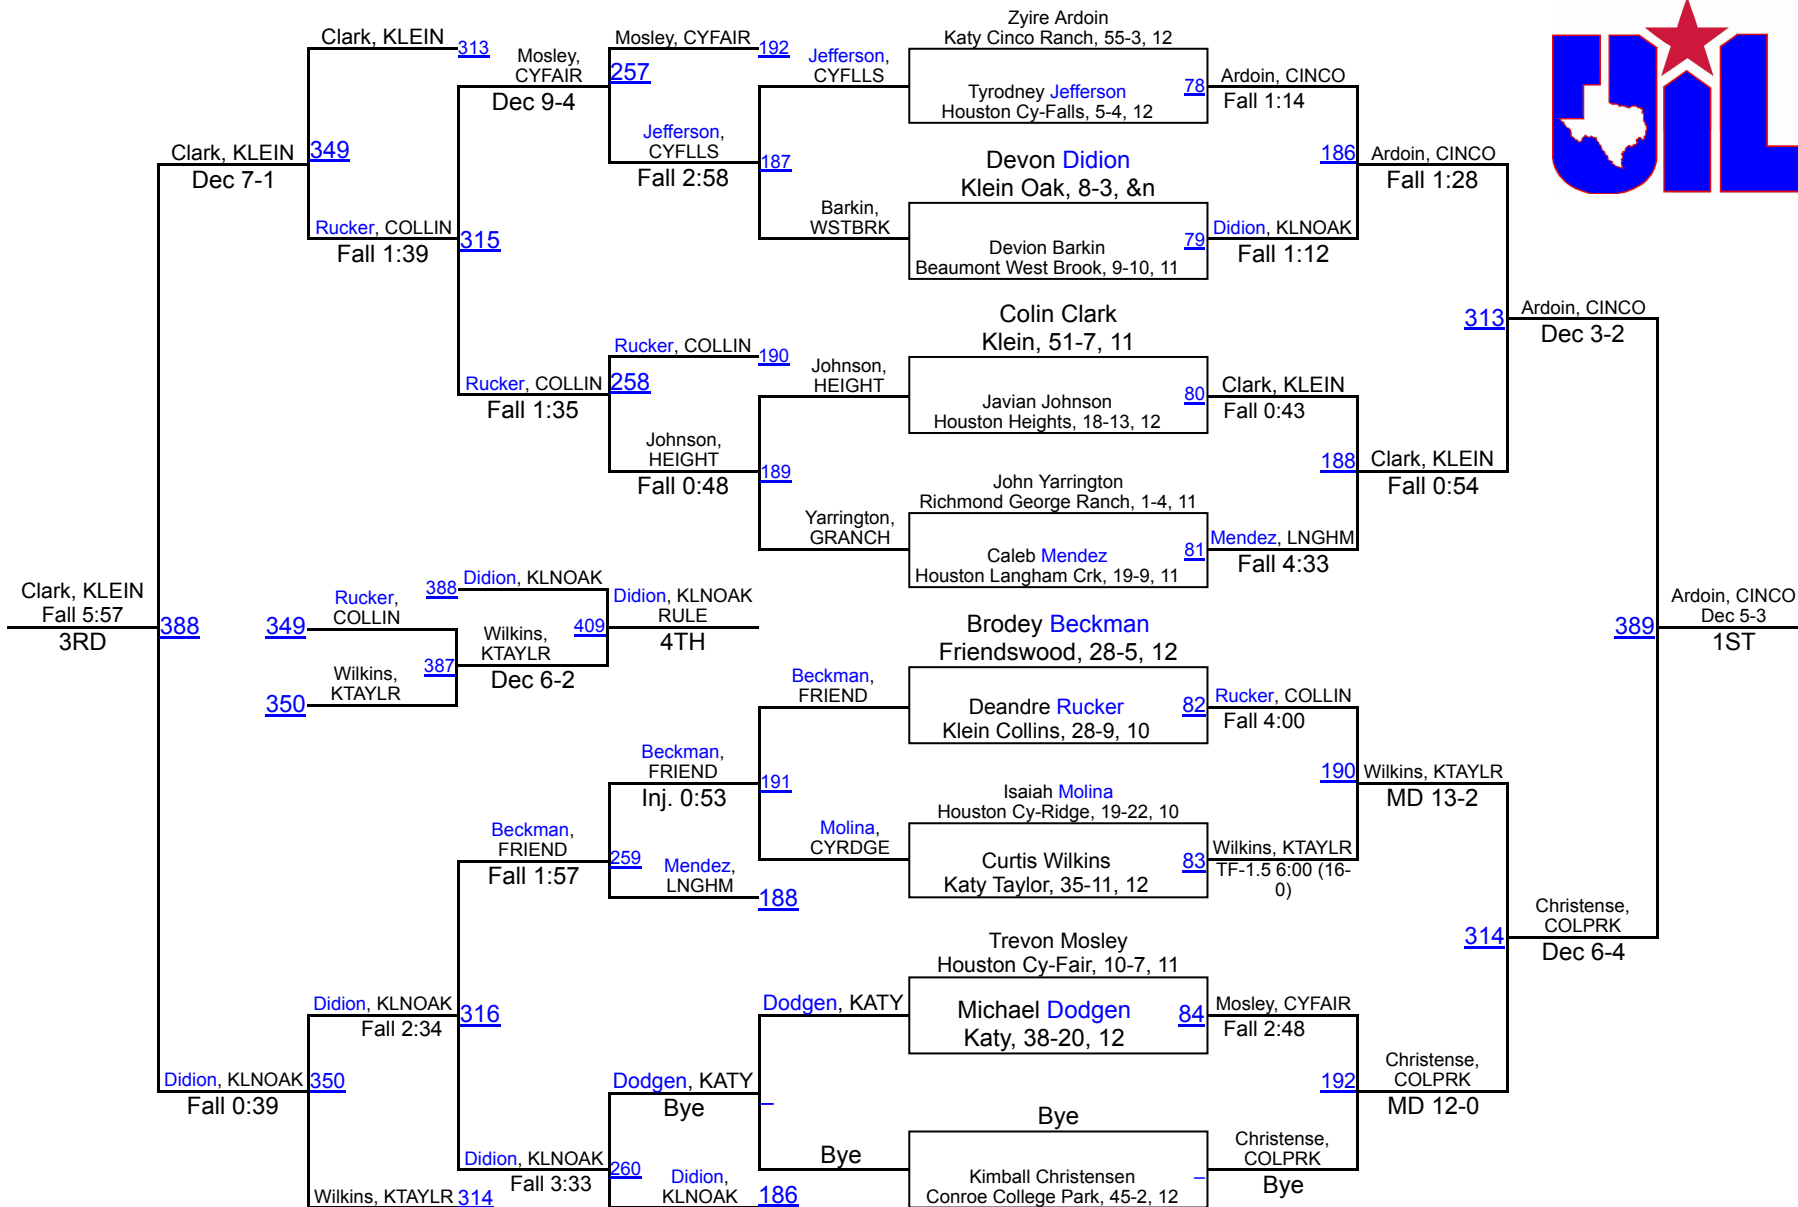 Clark, KLEIN
313
Mosley,
CYFAIR
Dec 9-4
257
Mosley, CYFAIR
192
Jefferson,
CYFLLS
Zyire Ardoin
Katy Cinco Ranch, 55-3, 12
Tyrodney Jefferson
Houston Cy-Falls, 5-4, 12
78
Ardoin, CINCO
Fall 1:14
UIL
Clark, KLEIN
Dec 7-1
349
Jefferson,
CYFLLS
Fall 2:58
187
Devon Didion
Klein Oak, 8-3, &n
186
Ardoin, CINCO
Fall 1:28
Rucker, COLLIN
Fall 1:39
315
Barkin,
WSTBRK
Devion Barkin
Beaumont West Brook, 9-10, 11
79
Didion, KLNOAK
Fall 1:12
Colin Clark
Klein, 51-7, 11
313
Ardoin, CINCO
Dec 3-2
Rucker, COLLIN
190
Rucker, COLLIN
Fall 1:35
258
Johnson,
HEIGHT
Javian Johnson
Houston Heights, 18-13, 12
80
Clark, KLEIN
Fall 0:43
Johnson,
HEIGHT
Fall 0:48
189
John Yarrington
Richmond George Ranch, 1-4, 11
188
Clark, KLEIN
Fall 0:54
Yarrington,
GRANCH
Caleb Mendez
Houston Langham Crk, 19-9, 11
81
Mendez, LNGHM
Fall 4:33
Clark, KLEIN
Fall 5:57
3RD
388
349
Rucker,
COLLIN
388
Didion, KLNOAK
Wilkins,
KTAYLR
Dec 6-2
409
Didion, KLNOAK
RULE
4TH
350
Wilkins,
KTAYLR
387
Brodey Beckman
Friendswood, 28-5, 12
389
Ardoin, CINCO
Dec 5-3
1ST
Beckman,
FRIEND
Deandre Rucker
Klein Collins, 28-9, 10
82
Rucker, COLLIN
Fall 4:00
Beckman,
FRIEND
Inj. 0:53
191
Isaiah Molina
Houston Cy-Ridge, 19-22, 10
190
Wilkins, KTAYLR
MD 13-2
Beckman,
FRIEND
Fall 1:57
259
Mendez,
LNGHM
188
Molina,
CYRDGE
Curtis Wilkins
Katy Taylor, 35-11, 12
83
Wilkins, KTAYLR
TF-1.5 6:00 (16-
0)
Trevon Mosley
Houston Cy-Fair, 10-7, 11
314
Christense,
COLPRK
Dec 6-4
Didion, KLNOAK
Fall 2:34
316
Dodgen, KATY
Michael Dodgen
Katy, 38-20, 12
84
Mosley, CYFAIR
Fall 2:48
Didion, KLNOAK
Fall 0:39
350
Dodgen, KATY
Bye
–
Bye
192
Christense,
COLPRK
MD 12-0
Didion, KLNOAK
Fall 3:33
260
Didion,
KLNOAK
186
Bye
Kimball Christensen
Conroe College Park, 45-2, 12
–
Christense,
COLPRK
Bye
Wilkins, KTAYLR
314